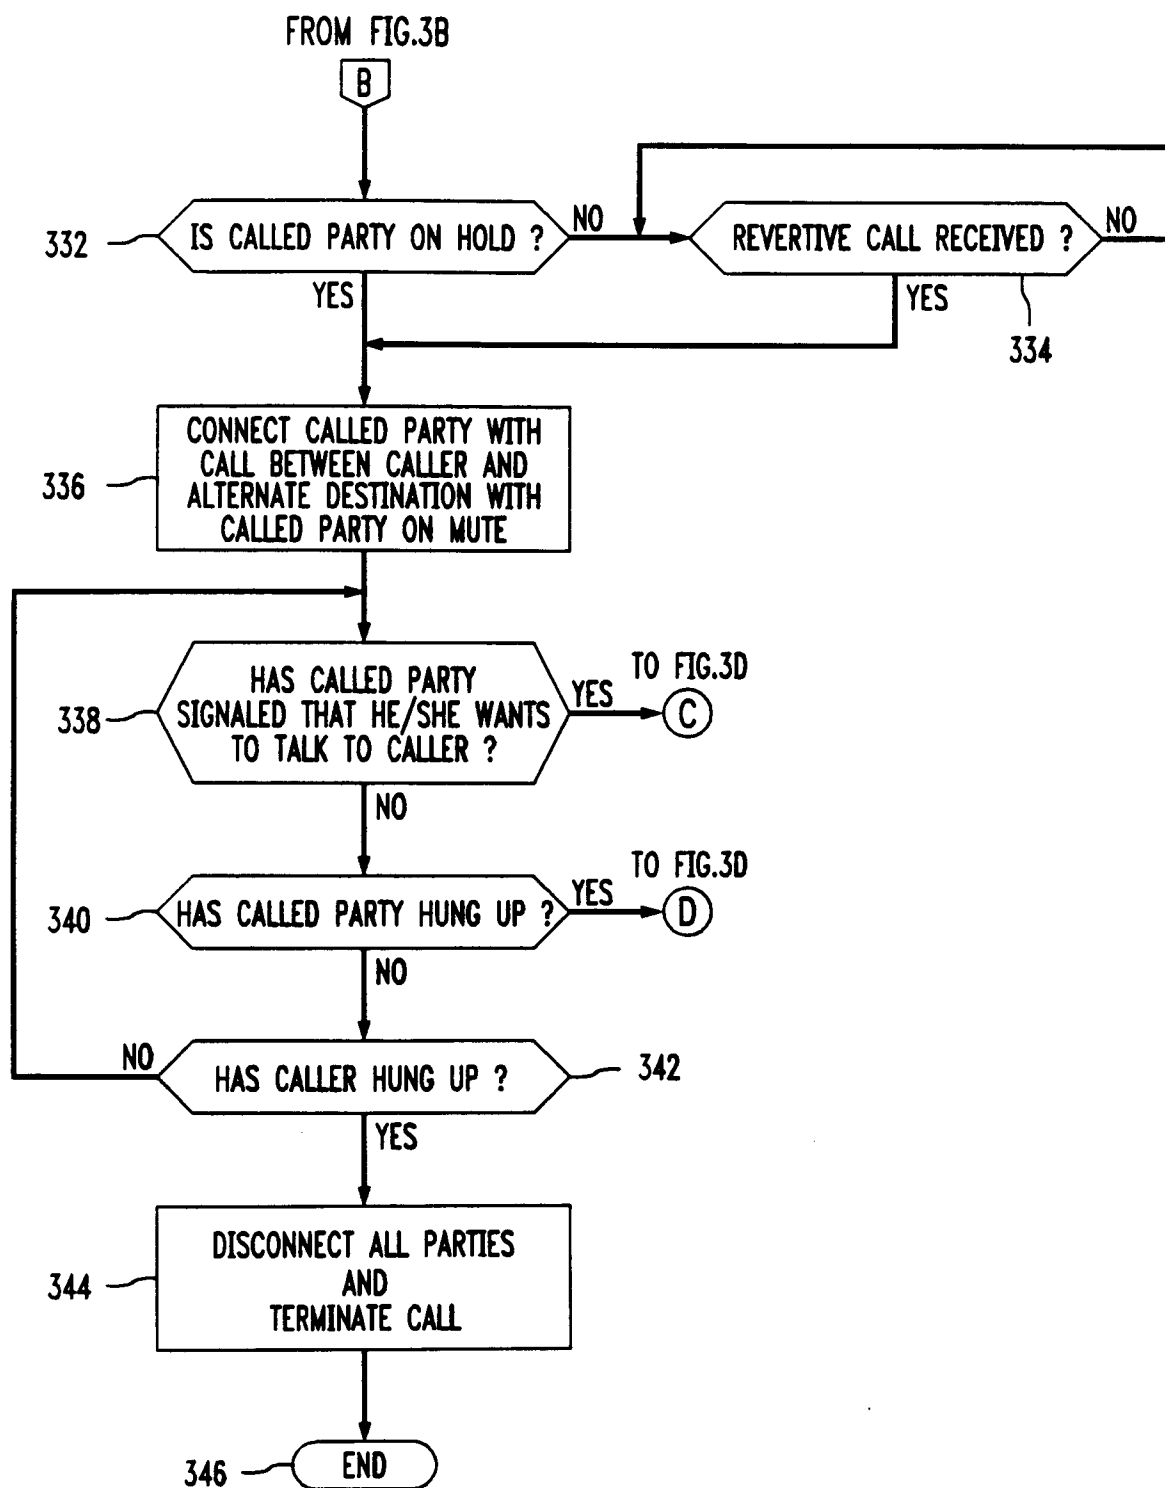 FROM FIG.3B
B
332
IS CALLED PARTY ON HOLD ?
NO
REVERTIVE CALL RECEIVED ?
NO
YES
YES
334
336
CONNECT CALLED PARTY WITH
CALL BETWEEN CALLER AND
ALTERNATE DESTINATION WITH
CALLED PARTY ON MUTE
338
HAS CALLED PARTY
SIGNALED THAT HE/SHE WANTS
TO TALK TO CALLER ?
YES
TO FIG.3D
C
NO
340
HAS CALLED PARTY HUNG UP ?
YES
TO FIG.3D
D
NO
NO
HAS CALLER HUNG UP ?
342
YES
344
DISCONNECT ALL PARTIES
AND
TERMINATE CALL
346
END